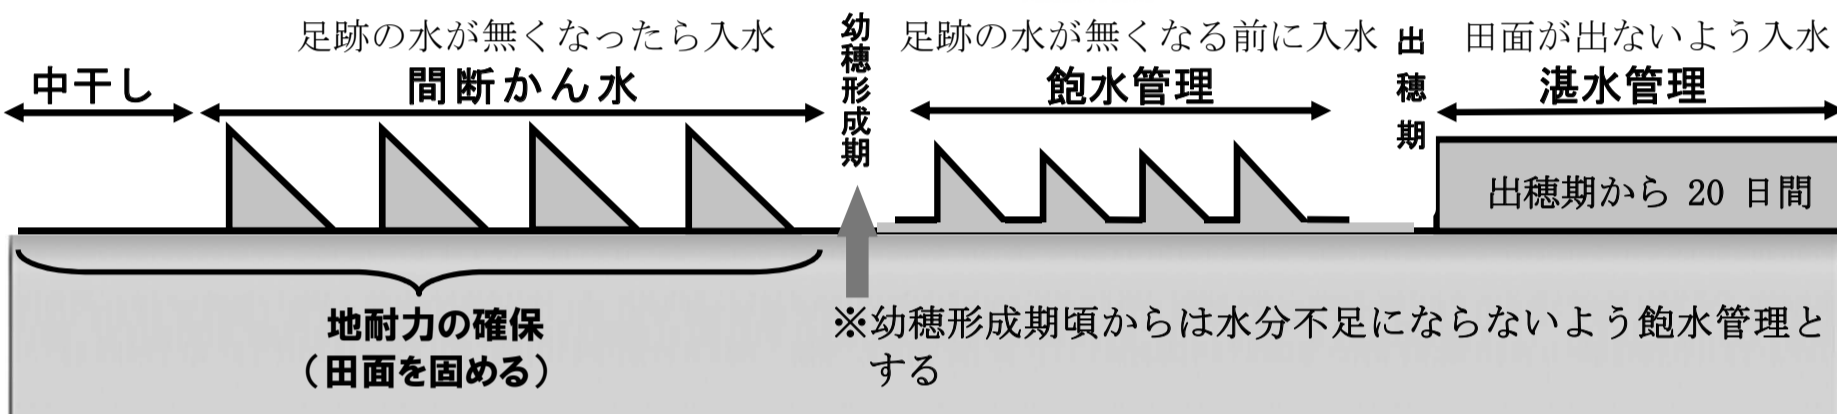 足跡の水が無くなったら入水
足跡の水が無くなる前に入水
田面が出ないよう入水
中干し
間断かん水
幼穂形成期
飽水管理
出穂期
湛水管理
出穂期から 20 日間
地耐力の確保
（田面を固める）
※幼穂形成期頃からは水分不足にならないよう飽水管理と
する